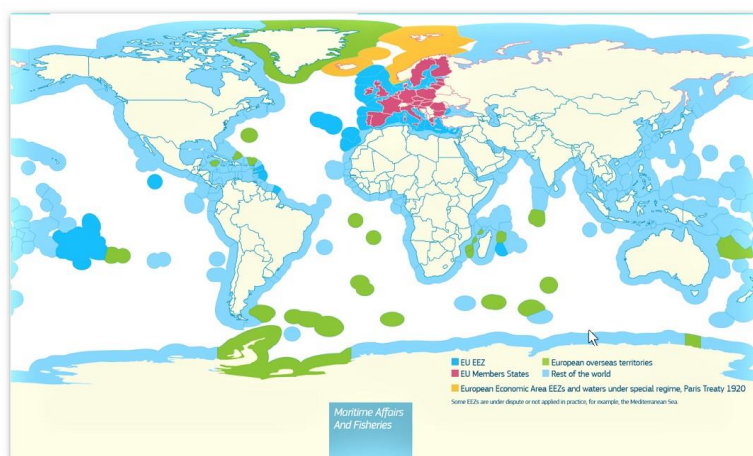 EU EEZ
European overseas territories
EU Members States
Rest of the world
European Economic Area EEZs and waters under special regime, Paris Treaty 1920
Some EEZs are under dispute or not applied in practice, for example, the Mediterranean Sea.
Maritime Affairs
And Fisheries